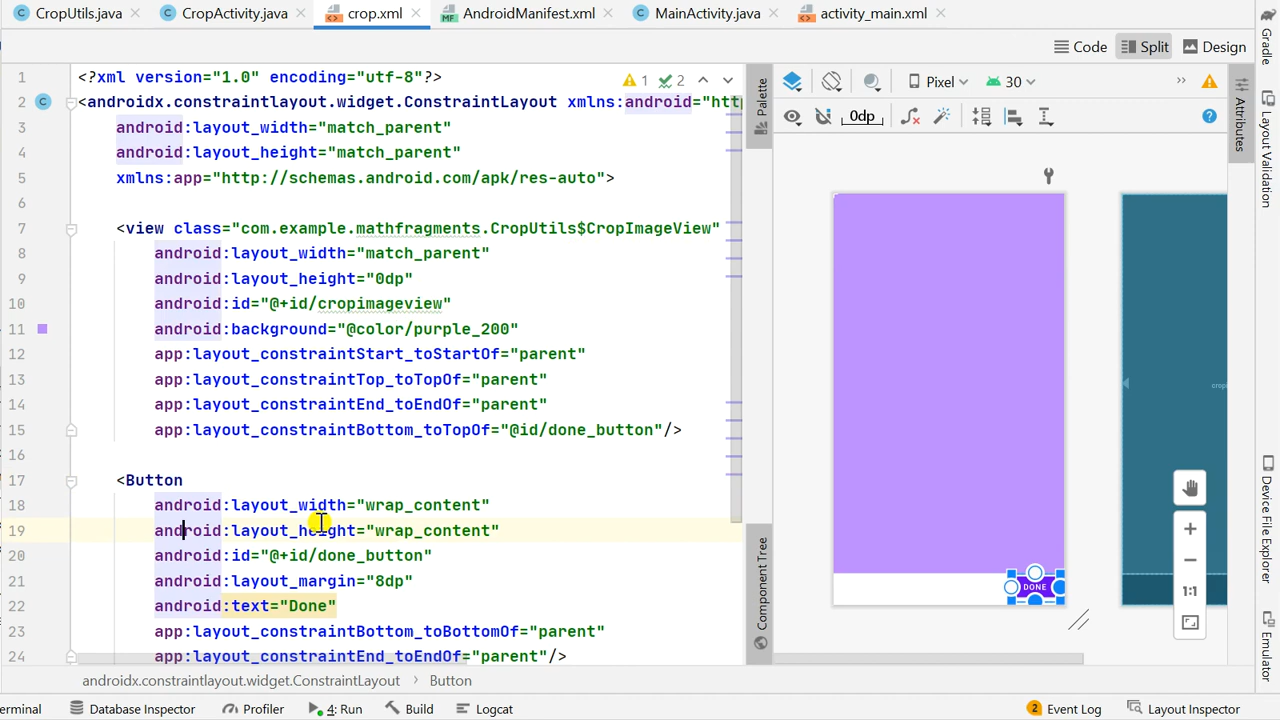 CropUtils.java
CropActivity.java
crop.xml
AndroidManifest.xml
MainActivity.java
activity_main.xml
Code
Split
Design
1 <?xml version="1.0" encoding="utf-8"?>
1 2
2 <androidx.constraintlayout.widget.ConstraintLayout xmlns:android="htt
3 android:layout_width="match_parent"
4 android:layout_height="match_parent"
5 xmlns:app="http://schemas.android.com/apk/res-auto">
6
7 <view class="com.example.mathfragments.CropUtils$CropImageView"
8 android:layout_width="match_parent"
9 android:layout_height="0dp"
10 android:id="@+id/cropimageview"
11 android:background="@color/purple_200"
12 app:layout_constraintStart_toStartOf="parent"
13 app:layout_constraintTop_toTopOf="parent"
14 app:layout_constraintEnd_toEndOf="parent"
15 app:layout_constraintBottom_toTopOf="@id/done_button"/>
16
17 <Button
18 android:layout_width="wrap_content"
19 android:layout_height="wrap_content"
20 android:id="@+id/done_button"
21 android:layout_margin="8dp"
22 android:text="Done"
23 app:layout_constraintBottom_toBottomOf="parent"
24 app:layout_constraintEnd_toEndOf="parent"/>
androidx.constraintlayout.widget.ConstraintLayout › Button
Palette
Component Tree
Pixel
30
0dp
DONE
1:1
Attributes
Gradle
Layout Validation
Device File Explorer
Emulator
erminal
Database Inspector
Profiler
4: Run
Build
Logcat
2 Event Log
Layout Inspector